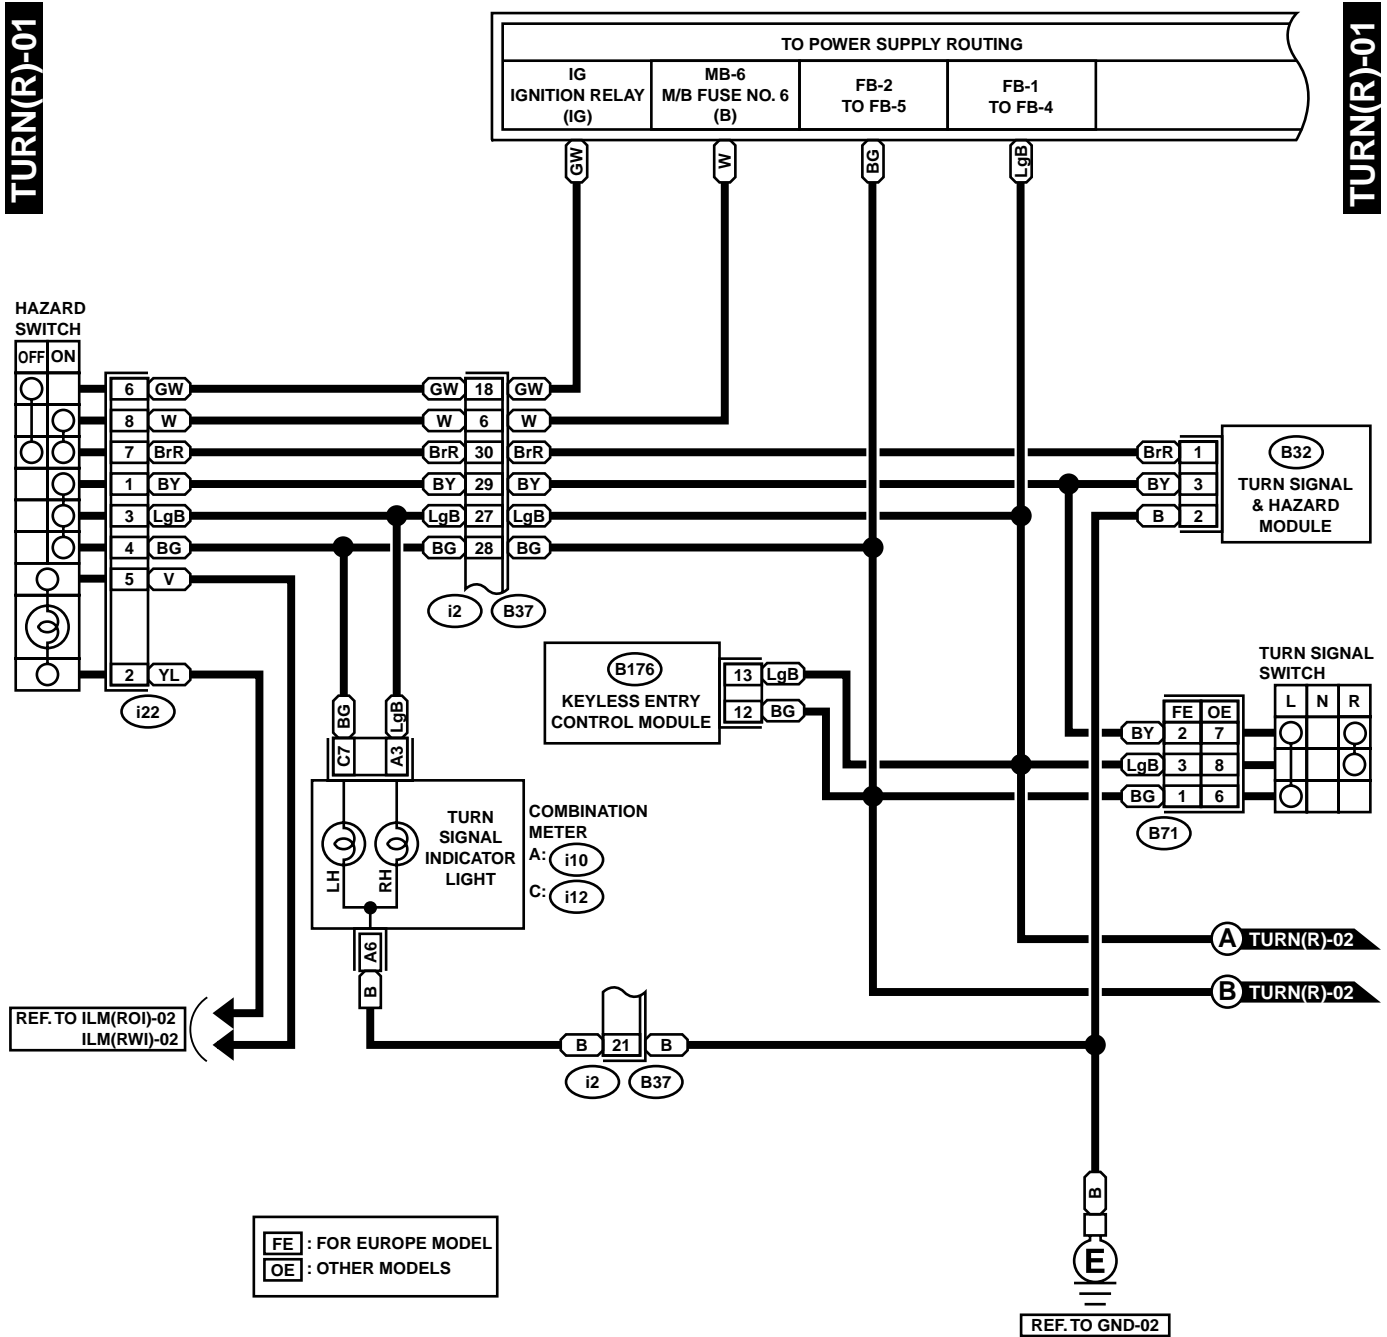 TURN(R)-01
TURN(R)-01
TO POWER SUPPLY ROUTING
IG
IGNITION RELAY
(IG)
MB-6
M/B FUSE NO. 6
(B)
FB-2
TO FB-5
FB-1
TO FB-4
GW
W
BG
LgB
HAZARD
SWITCH
OFF ON
6 GW GW 18 GW
8 W W 6 W
7 BrR BrR 30 BrR BrR 1
1 BY BY 29 BY BY 3
3 LgB LgB 27 LgB B 2
4 BG BG 28 BG
5 V
2 YL
i22
i2 B37
B32
TURN SIGNAL
& HAZARD
MODULE
B176
KEYLESS ENTRY
CONTROL MODULE
13 LgB
12 BG
TURN SIGNAL
SWITCH
L N R
FE OE
BY 2 7
LgB 3 8
BG 1 6
B71
BG LgB
C7 A3
TURN
SIGNAL
INDICATOR
LIGHT
LH RH
COMBINATION
METER
A: i10
C: i12
A6
B
A TURN(R)-02
B TURN(R)-02
REF. TO ILM(ROI)-02
ILM(RWI)-02
B 21 B
i2 B37
B
E
REF. TO GND-02
FE : FOR EUROPE MODEL
OE : OTHER MODELS